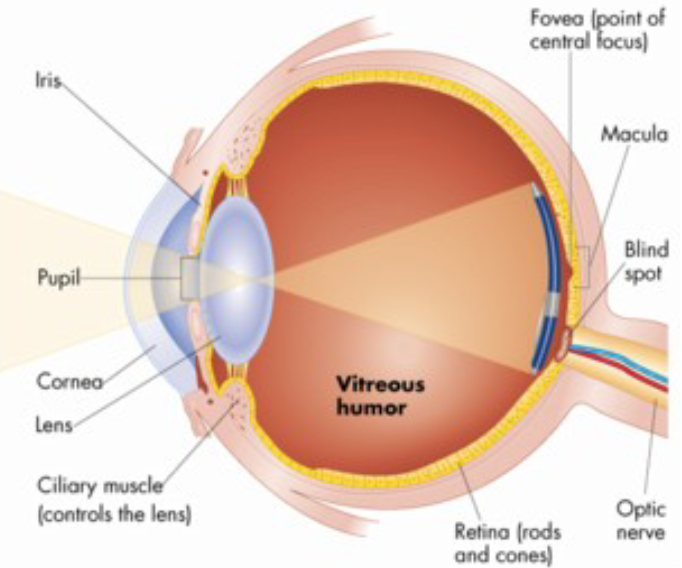 Fovea (point of
central focus)
Iris
Macula
Blind
spot
Pupil
Cornea
Vitreous
humor
Lens
Ciliary muscle
(controls the lens)
Optic
nerve
Retina (rods
and cones)